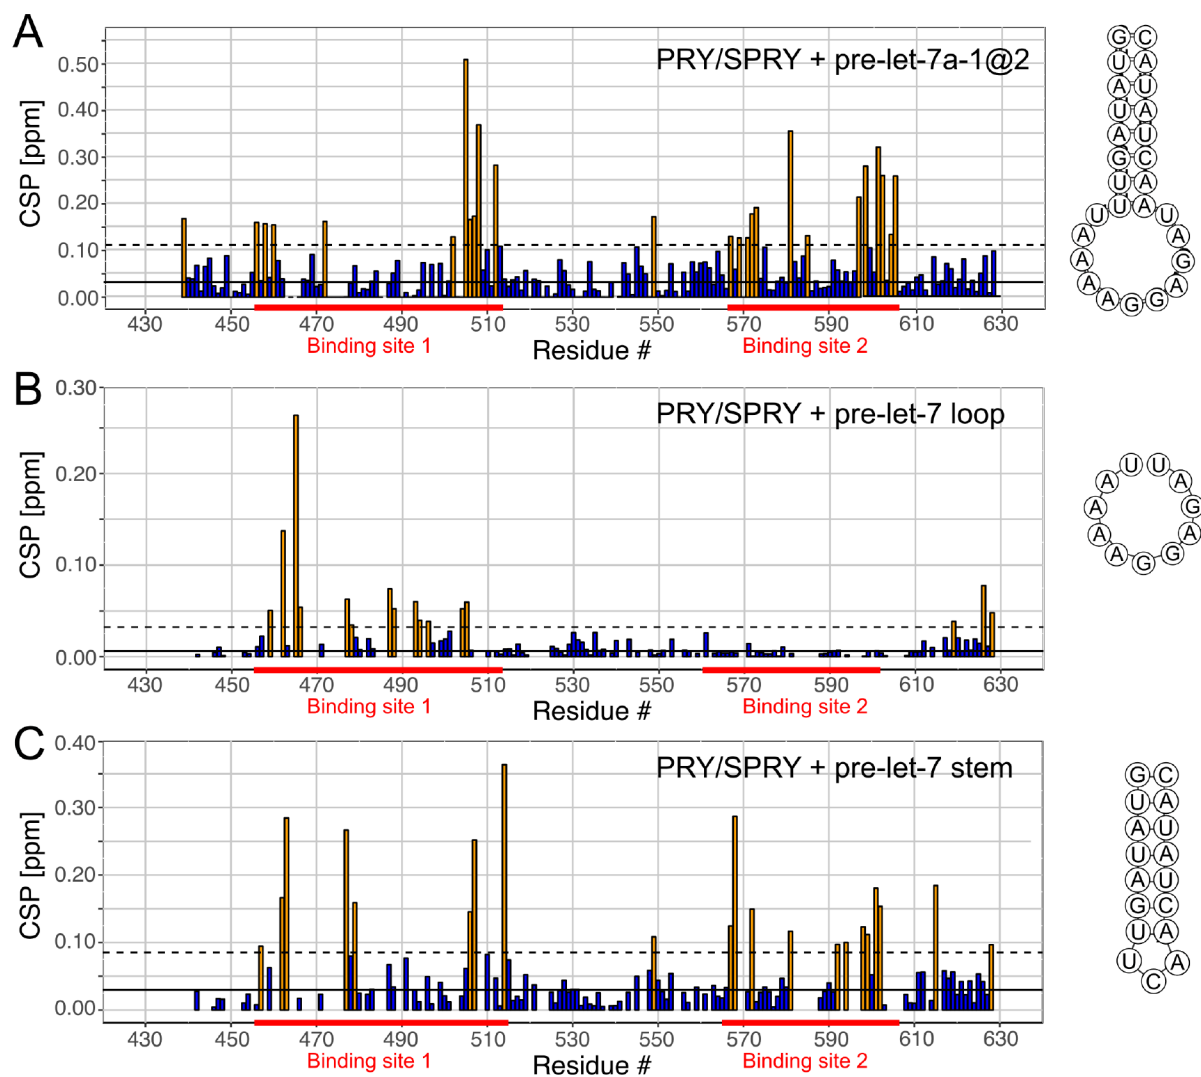 A
PRY/SPRY + pre-let-7a-1@2
CSP [ppm]
0.50
0.40
0.30
0.20
0.10
0.00
430 450 470 490 510 530 550 570 590 610 630
Binding site 1
Residue #
Binding site 2
G C
U A
A U
U A
A U
G C
U A
U U A U
A A
A G
A A
A G G
B
PRY/SPRY + pre-let-7 loop
CSP [ppm]
0.30
0.20
0.10
0.00
430 450 470 490 510 530 550 570 590 610 630
Binding site 1
Residue #
Binding site 2
U U
A A
A G
A A
A G G
C
PRY/SPRY + pre-let-7 stem
CSP [ppm]
0.40
0.30
0.20
0.10
0.00
430 450 470 490 510 530 550 570 590 610 630
Binding site 1
Residue #
Binding site 2
G C
U A
A U
U A
A U
G C
U A
U A
C